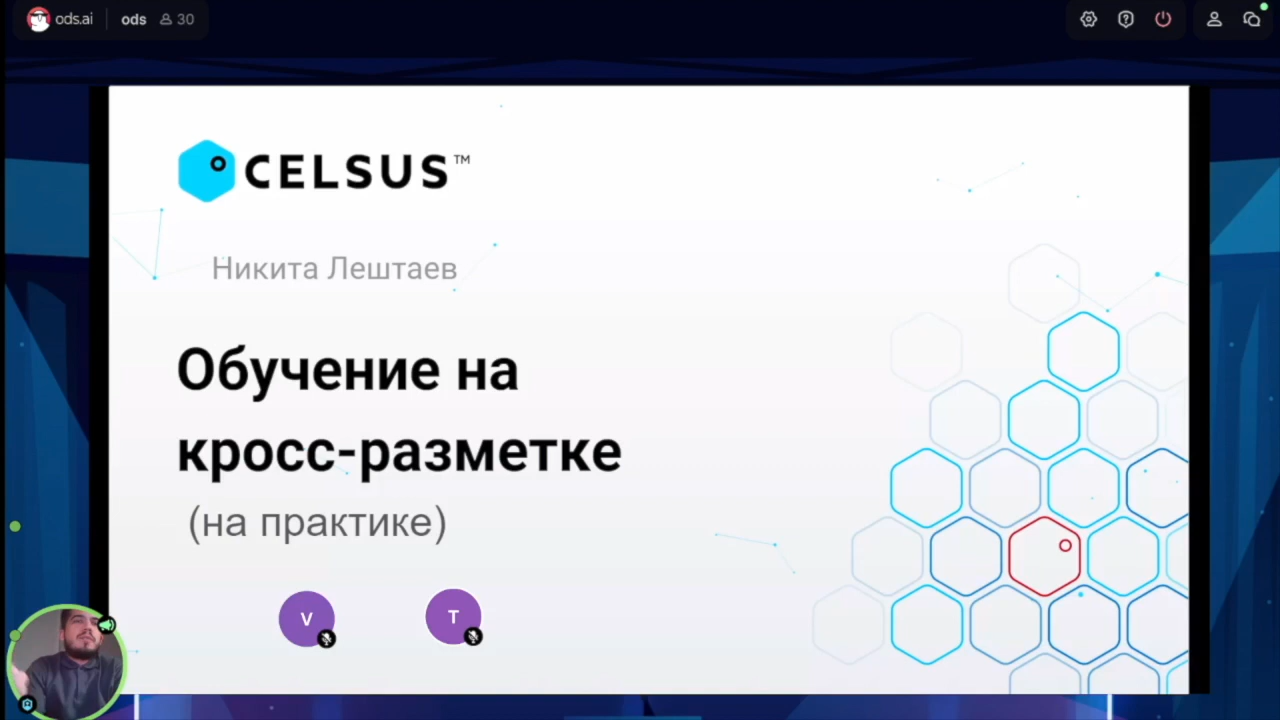 ods.ai
ods
30
CELSUS™
Никита Лештаев
Обучение на
кросс-разметке
(на практике)
V
T